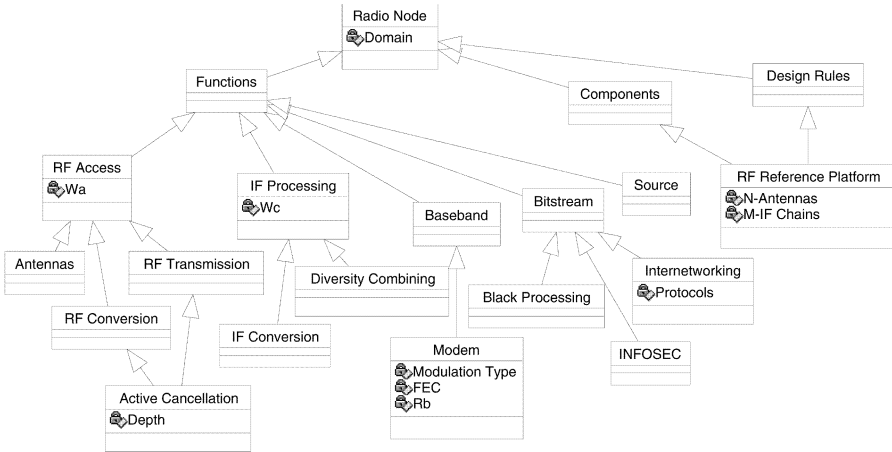 Radio Node
Domain
Functions
Components
Design Rules
RF Access
Wa
IF Processing
Wc
Baseband
Bitstream
Source
RF Reference Platform
N-Antennas
M-IF Chains
Antennas
RF Transmission
Diversity Combining
Black Processing
Internetworking
Protocols
RF Conversion
IF Conversion
Modem
Modulation Type
FEC
Rb
INFOSEC
Active Cancellation
Depth